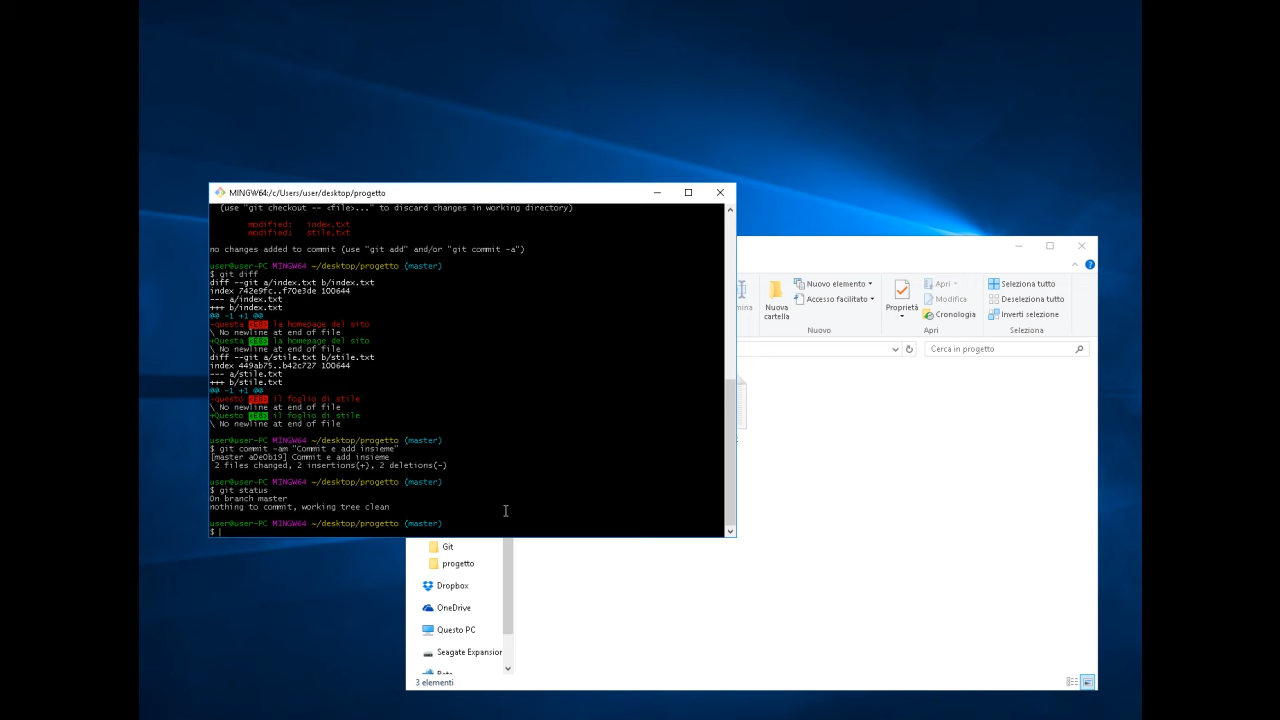 MINGW64:/c/Users/user/desktop/progetto
(use "git checkout -- <file>..." to discard changes in working directory)
modified: index.txt
modified: stile.txt
no changes added to commit (use "git add" and/or "git commit -a")
user@user-PC MINGW64 ~/desktop/progetto (master)
$ git diff
diff --git a/index.txt b/index.txt
index 742e9fc..f70e3de 100644
--- a/index.txt
+++ b/index.txt
@@ -1 +1 @@
-questa <E8> la homepage del sito
\ No newline at end of file
+Questa <E8> la homepage del sito
\ No newline at end of file
diff --git a/stile.txt b/stile.txt
index 449ab75..b42c727 100644
--- a/stile.txt
+++ b/stile.txt
@@ -1 +1 @@
-questo <E8> il foglio di stile
\ No newline at end of file
+Questo <E8> il foglio di stile
\ No newline at end of file
user@user-PC MINGW64 ~/desktop/progetto (master)
$ git commit -am "Commit e add insieme"
[master a0e0b19] Commit e add insieme
2 files changed, 2 insertions(+), 2 deletions(-)
user@user-PC MINGW64 ~/desktop/progetto (master)
$ git status
On branch master
nothing to commit, working tree clean
user@user-PC MINGW64 ~/desktop/progetto (master)
$
mina
Nuova
cartella
Nuovo elemento
Accesso facilitato
Nuovo
Proprietà
Apri
Modifica
Cronologia
Apri
Seleziona tutto
Deseleziona tutto
Inverti selezione
Seleziona
Cerca in progetto
Git
progetto
Dropbox
OneDrive
Questo PC
Seagate Expansion
3 elementi